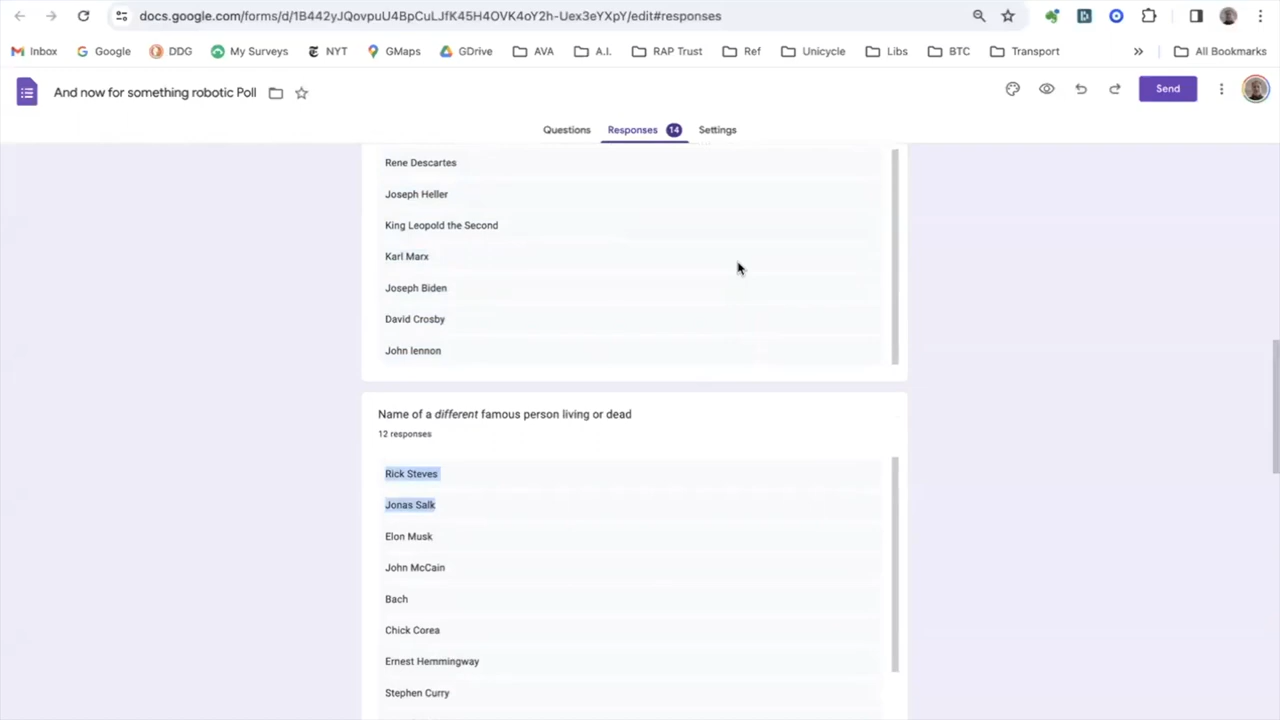 docs.google.com/forms/d/1B442yJQovpuU4BpCuLJfK45H4OVK4oY2h-Uex3eYXpY/edit#responses
Inbox Google DDG My Surveys NYT GMaps GDrive AVA A.I. RAP Trust Ref Unicycle Libs BTC Transport » All Bookmarks
And now for something robotic Poll Send
Questions Responses 14 Settings
Rene Descartes
Joseph Heller
King Leopold the Second
Karl Marx
Joseph Biden
David Crosby
John lennon
Name of a different famous person living or dead
12 responses
Rick Steves
Jonas Salk
Elon Musk
John McCain
Bach
Chick Corea
Ernest Hemmingway
Stephen Curry